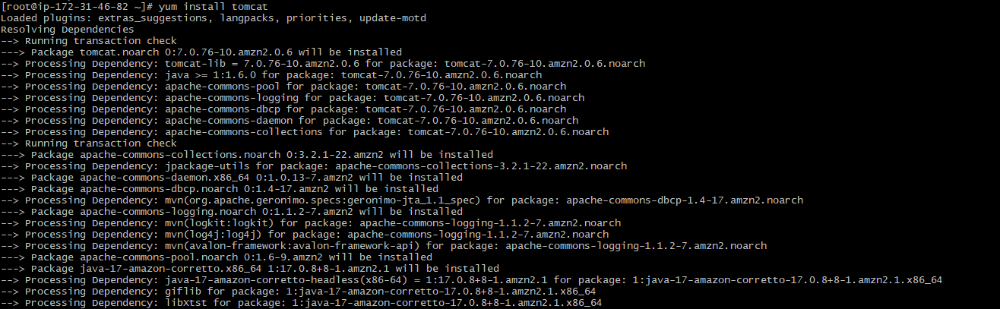 [root@ip-172-31-46-82 ~]# yum install tomcat
Loaded plugins: extras_suggestions, langpacks, priorities, update-motd
Resolving Dependencies
--> Running transaction check
---> Package tomcat.noarch 0:7.0.76-10.amzn2.0.6 will be installed
--> Processing Dependency: tomcat-lib = 7.0.76-10.amzn2.0.6 for package: tomcat-7.0.76-10.amzn2.0.6.noarch
--> Processing Dependency: java >= 1:1.6.0 for package: tomcat-7.0.76-10.amzn2.0.6.noarch
--> Processing Dependency: apache-commons-pool for package: tomcat-7.0.76-10.amzn2.0.6.noarch
--> Processing Dependency: apache-commons-logging for package: tomcat-7.0.76-10.amzn2.0.6.noarch
--> Processing Dependency: apache-commons-dbcp for package: tomcat-7.0.76-10.amzn2.0.6.noarch
--> Processing Dependency: apache-commons-daemon for package: tomcat-7.0.76-10.amzn2.0.6.noarch
--> Processing Dependency: apache-commons-collections for package: tomcat-7.0.76-10.amzn2.0.6.noarch
--> Running transaction check
---> Package apache-commons-collections.noarch 0:3.2.1-22.amzn2 will be installed
--> Processing Dependency: jpackage-utils for package: apache-commons-collections-3.2.1-22.amzn2.noarch
---> Package apache-commons-daemon.x86_64 0:1.0.13-7.amzn2 will be installed
---> Package apache-commons-dbcp.noarch 0:1.4-17.amzn2 will be installed
--> Processing Dependency: mvn(org.apache.geronimo.specs:geronimo-jta_1.1_spec) for package: apache-commons-dbcp-1.4-17.amzn2.noarch
---> Package apache-commons-logging.noarch 0:1.1.2-7.amzn2 will be installed
--> Processing Dependency: mvn(logkit:logkit) for package: apache-commons-logging-1.1.2-7.amzn2.noarch
--> Processing Dependency: mvn(log4j:log4j) for package: apache-commons-logging-1.1.2-7.amzn2.noarch
--> Processing Dependency: mvn(avalon-framework:avalon-framework-api) for package: apache-commons-logging-1.1.2-7.amzn2.noarch
---> Package apache-commons-pool.noarch 0:1.6-9.amzn2 will be installed
---> Package java-17-amazon-corretto.x86_64 1:17.0.8+8-1.amzn2.1 will be installed
--> Processing Dependency: java-17-amazon-corretto-headless(x86-64) = 1:17.0.8+8-1.amzn2.1 for package: 1:java-17-amazon-corretto-17.0.8+8-1.amzn2.1.x86_64
--> Processing Dependency: giflib for package: 1:java-17-amazon-corretto-17.0.8+8-1.amzn2.1.x86_64
--> Processing Dependency: libXtst for package: 1:java-17-amazon-corretto-17.0.8+8-1.amzn2.1.x86_64